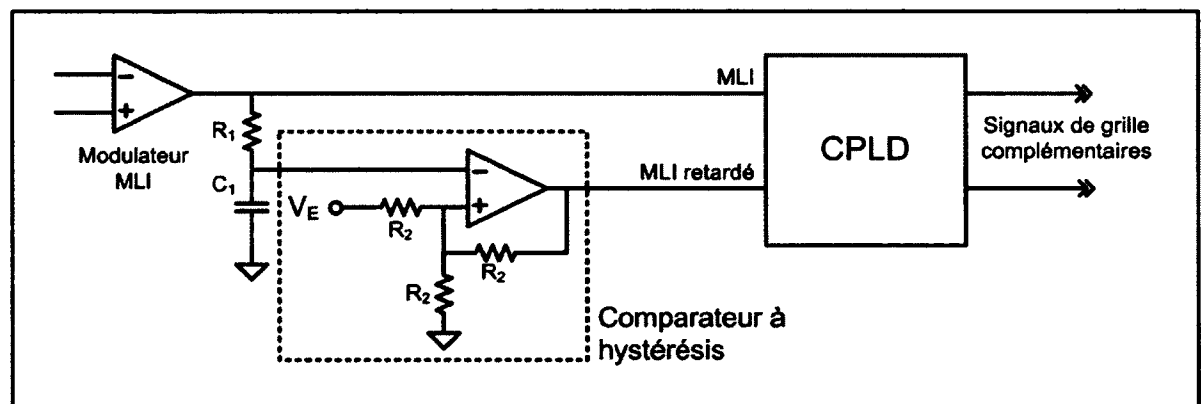 Modulateur
MLI
−
+
R1
C1
VE
R2
R2
R2
−
+
MLI
MLI retardé
Comparateur à
hystérésis
CPLD
Signaux de grille
complémentaires